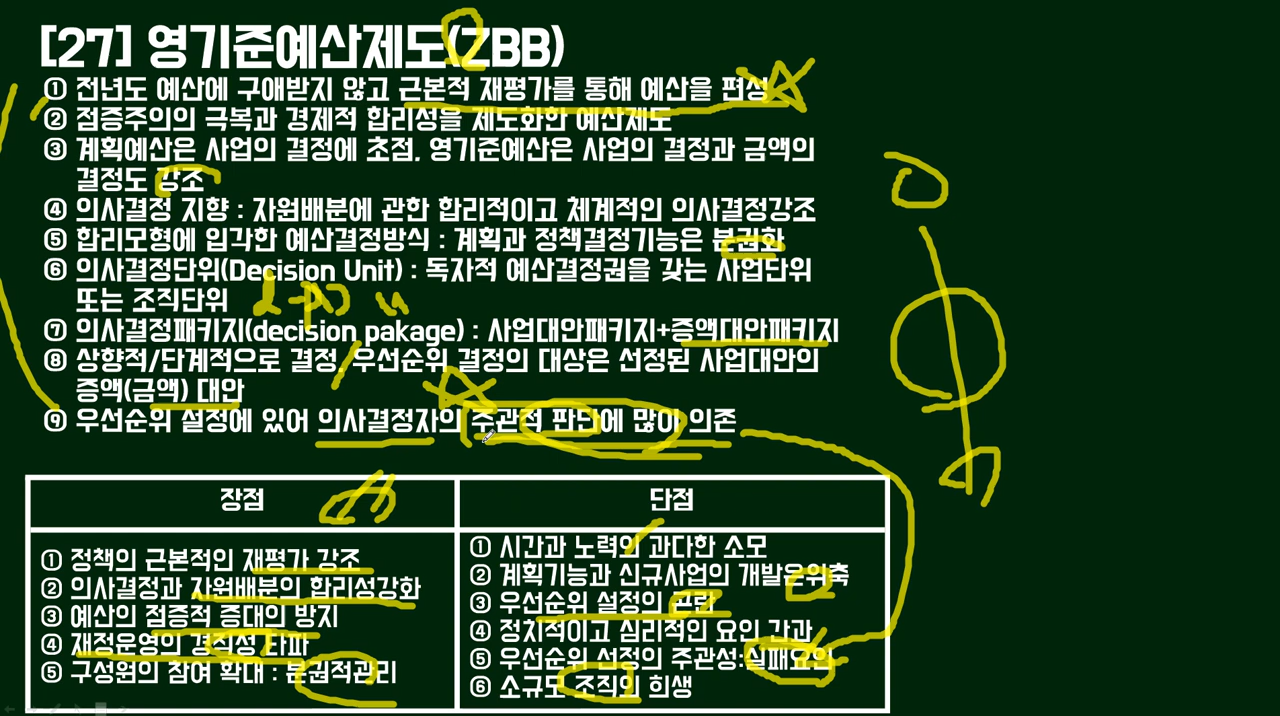 [27] 영기준예산제도(ZBB)
① 전년도 예산에 구애받지 않고 근본적 재평가를 통해 예산을 편성
② 점증주의의 극복과 경제적 합리성을 제도화한 예산제도
③ 계획예산은 사업의 결정에 초점, 영기준예산은 사업의 결정과 금액의
결정도 강조
④ 의사결정 지향 : 자원배분에 관한 합리적이고 체계적인 의사결정강조
⑤ 합리모형에 입각한 예산결정방식 : 계획과 정책결정기능은 분권화
⑥ 의사결정단위(Decision Unit) : 독자적 예산결정권을 갖는 사업단위
또는 조직단위
⑦ 의사결정패키지(decision pakage) : 사업대안패키지+증액대안패키지
⑧ 상향적/단계적으로 결정, 우선순위 결정의 대상은 선정된 사업대안의
증액(금액) 대안
⑨ 우선순위 설정에 있어 의사결정자의 주관적 판단에 많이 의존
장점
① 정책의 근본적인 재평가 강조
② 의사결정과 자원배분의 합리성강화
③ 예산의 점증적 증대의 방지
④ 재정운영의 경직성 타파
⑤ 구성원의 참여 확대 : 분권적관리
단점
① 시간과 노력의 과다한 소모
② 계획기능과 신규사업의 개발은위축
③ 우선순위 설정의 곤란
④ 정치적이고 심리적인 요인 간과
⑤ 우선순위 선정의 주관성:실패요인
⑥ 소규모 조직의 희생